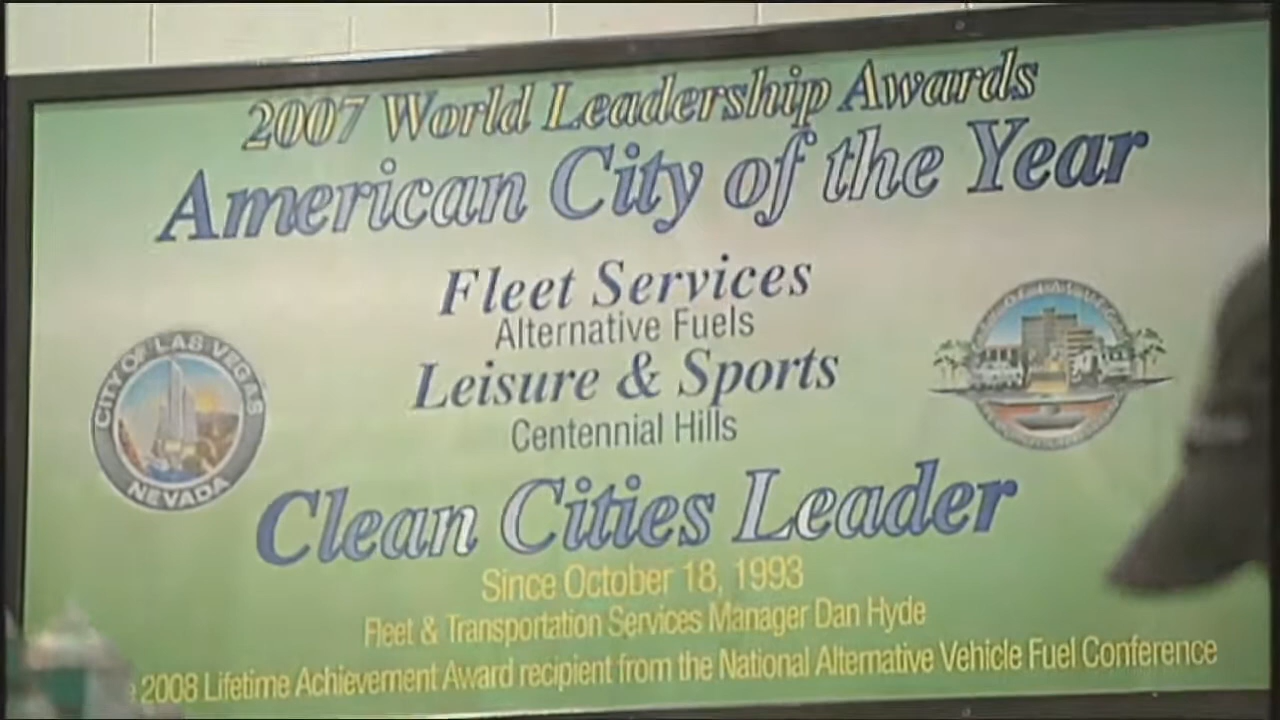 2007 World Leadership Awards
American City of the Year
Fleet Services
Alternative Fuels
Leisure & Sports
Centennial Hills
CITY OF LAS VEGAS
NEVADA
Clean Cities Leader
Since October 18, 1993
Fleet & Transportation Services Manager Dan Hyde
2008 Lifetime Achievement Award recipient from the National Alternative Vehicle Fuel Conference